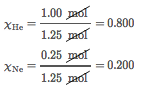 χHe = 1.00 mol / 1.25 mol = 0.800
χNe = 0.25 mol / 1.25 mol = 0.200